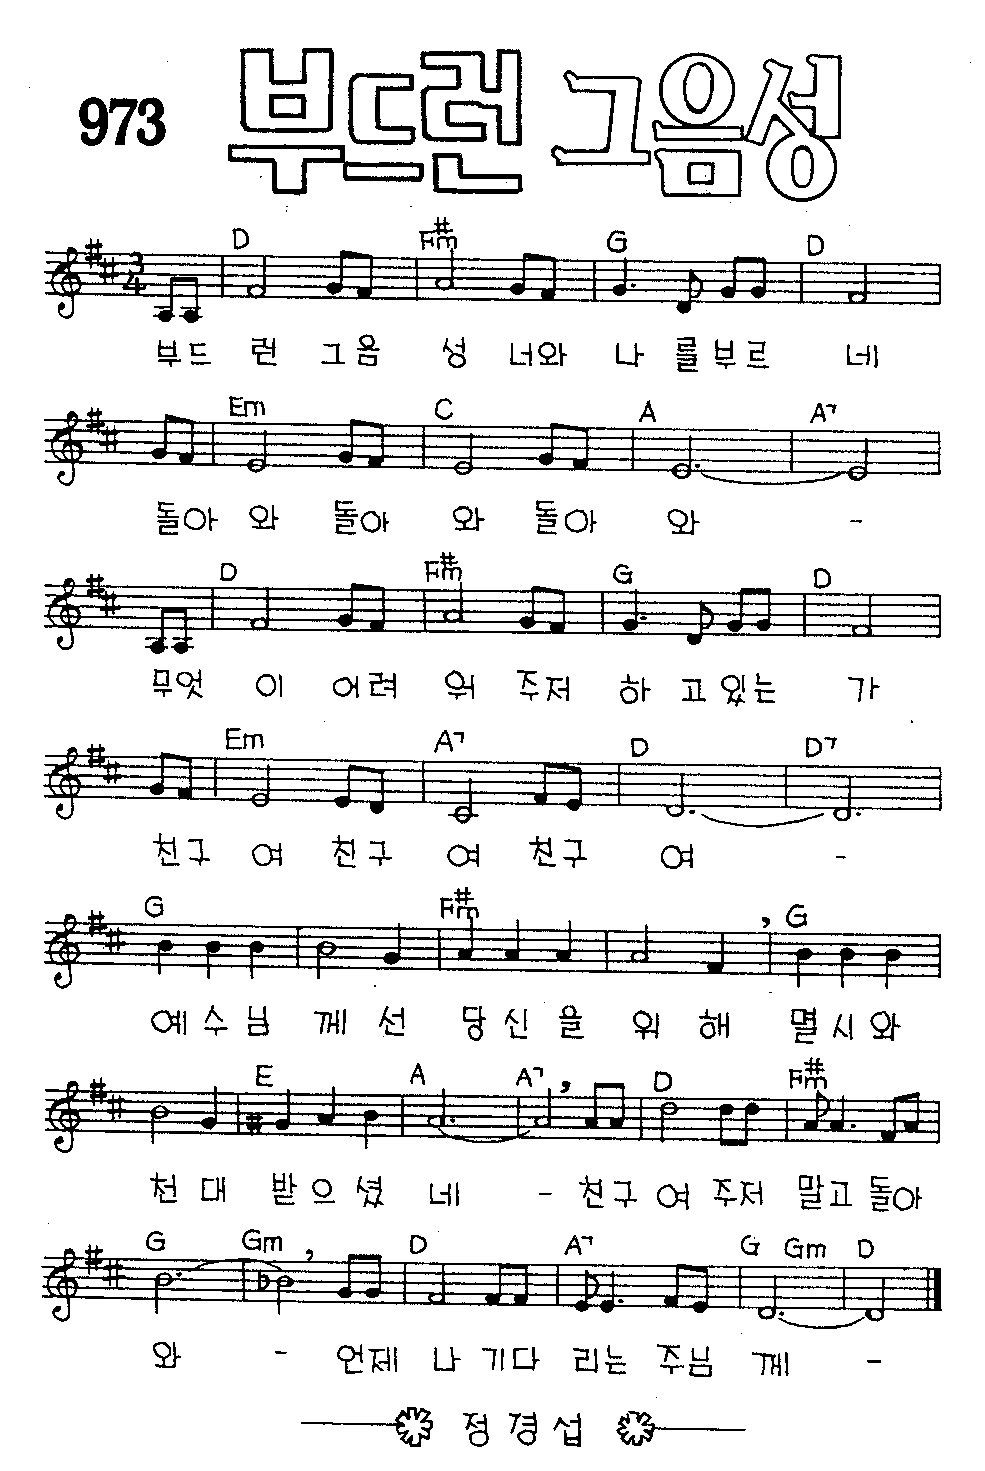 973 부드런 그음성
D F#m G D
3
4
부드 런 그음 성 너와 나 를부르 네
Em C A A7
돌아 와 돌아 와 돌아 와 -
D F#m G D
무엇 이 어려 워 주저 하 고있는 가
Em A7 D D7
친구 여 친구 여 친구 여 -
G F#m G
예수님 께선 당신을 위해 멸시와
E A A7 D F#m
천대 받으셨 네 - 친구여 주저 말고돌아
G Gm D A7 G Gm D
와 - 언제 나 기다 리는 주님 께 -
정경섭